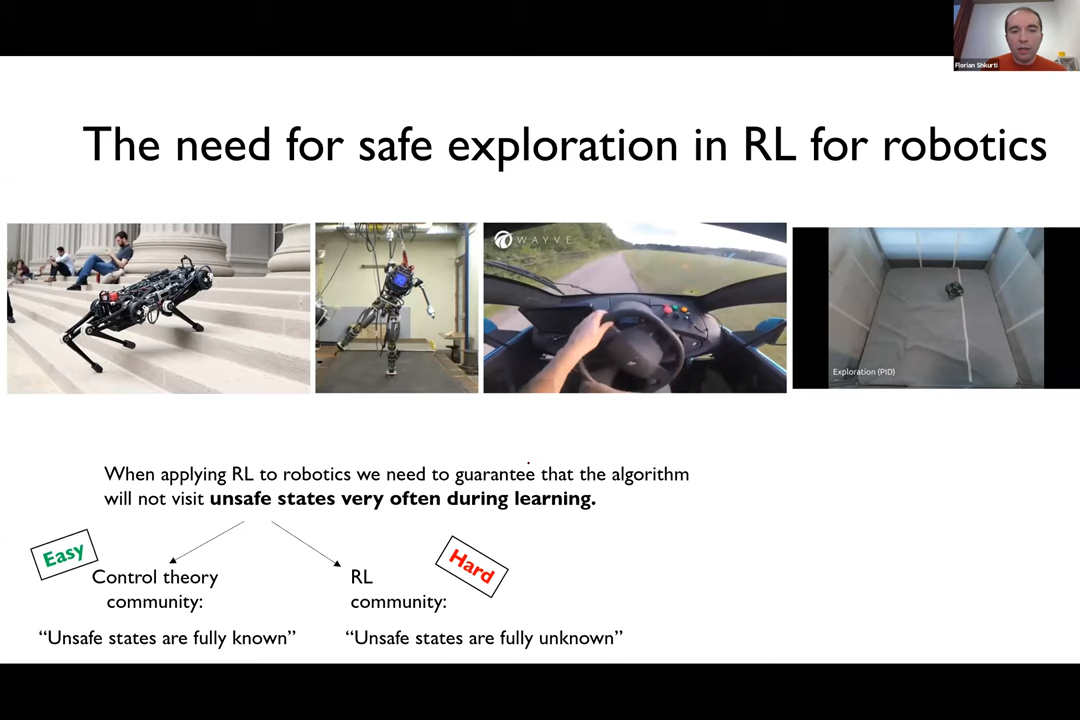 Florian Shkurti
The need for safe exploration in RL for robotics
WAYVE
Exploration (PID)
When applying RL to robotics we need to guarantee that the algorithm
will not visit unsafe states very often during learning.
Easy
Hard
Control theory
community:
RL
community:
“Unsafe states are fully known”
“Unsafe states are fully unknown”